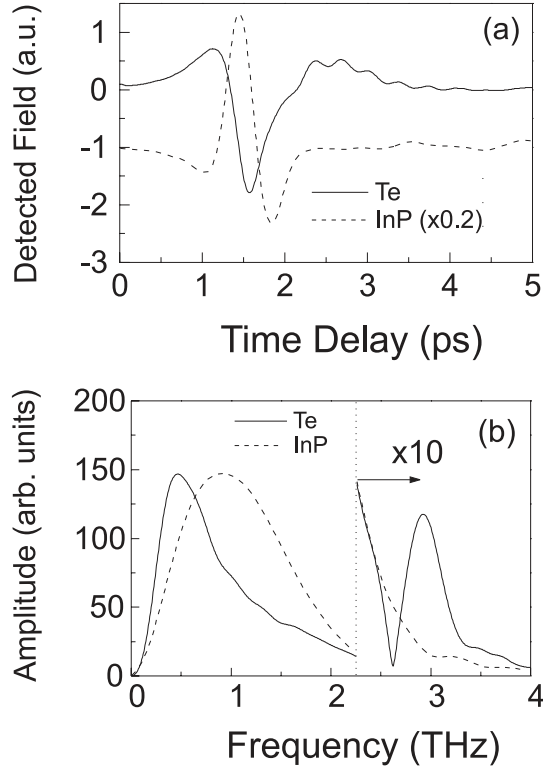 (a)
Detected Field (a.u.)
1
0
-1
-2
-3
Te
InP (x0.2)
0 1 2 3 4 5
Time Delay (ps)
(b)
Amplitude (arb. units)
200
150
100
50
0
Te
InP
x10
0 1 2 3 4
Frequency (THz)